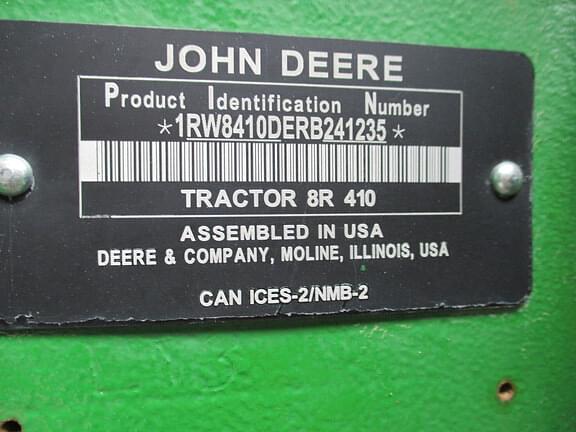 JOHN DEERE
Product Identification Number
*1RW8410DERB241235*
TRACTOR 8R 410
ASSEMBLED IN USA
DEERE & COMPANY, MOLINE, ILLINOIS, USA
CAN ICES-2/NMB-2